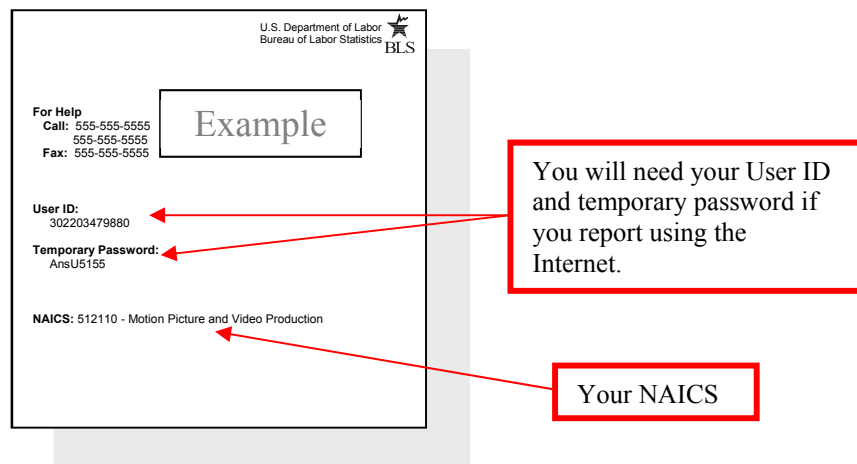 U.S. Department of Labor
Bureau of Labor Statistics
BLS
For Help
Call: 555-555-5555
555-555-5555
Fax: 555-555-5555
Example
User ID:
302203479880
Temporary Password:
AnsU5155
NAICS: 512110 - Motion Picture and Video Production
You will need your User ID
and temporary password if
you report using the
Internet.
Your NAICS